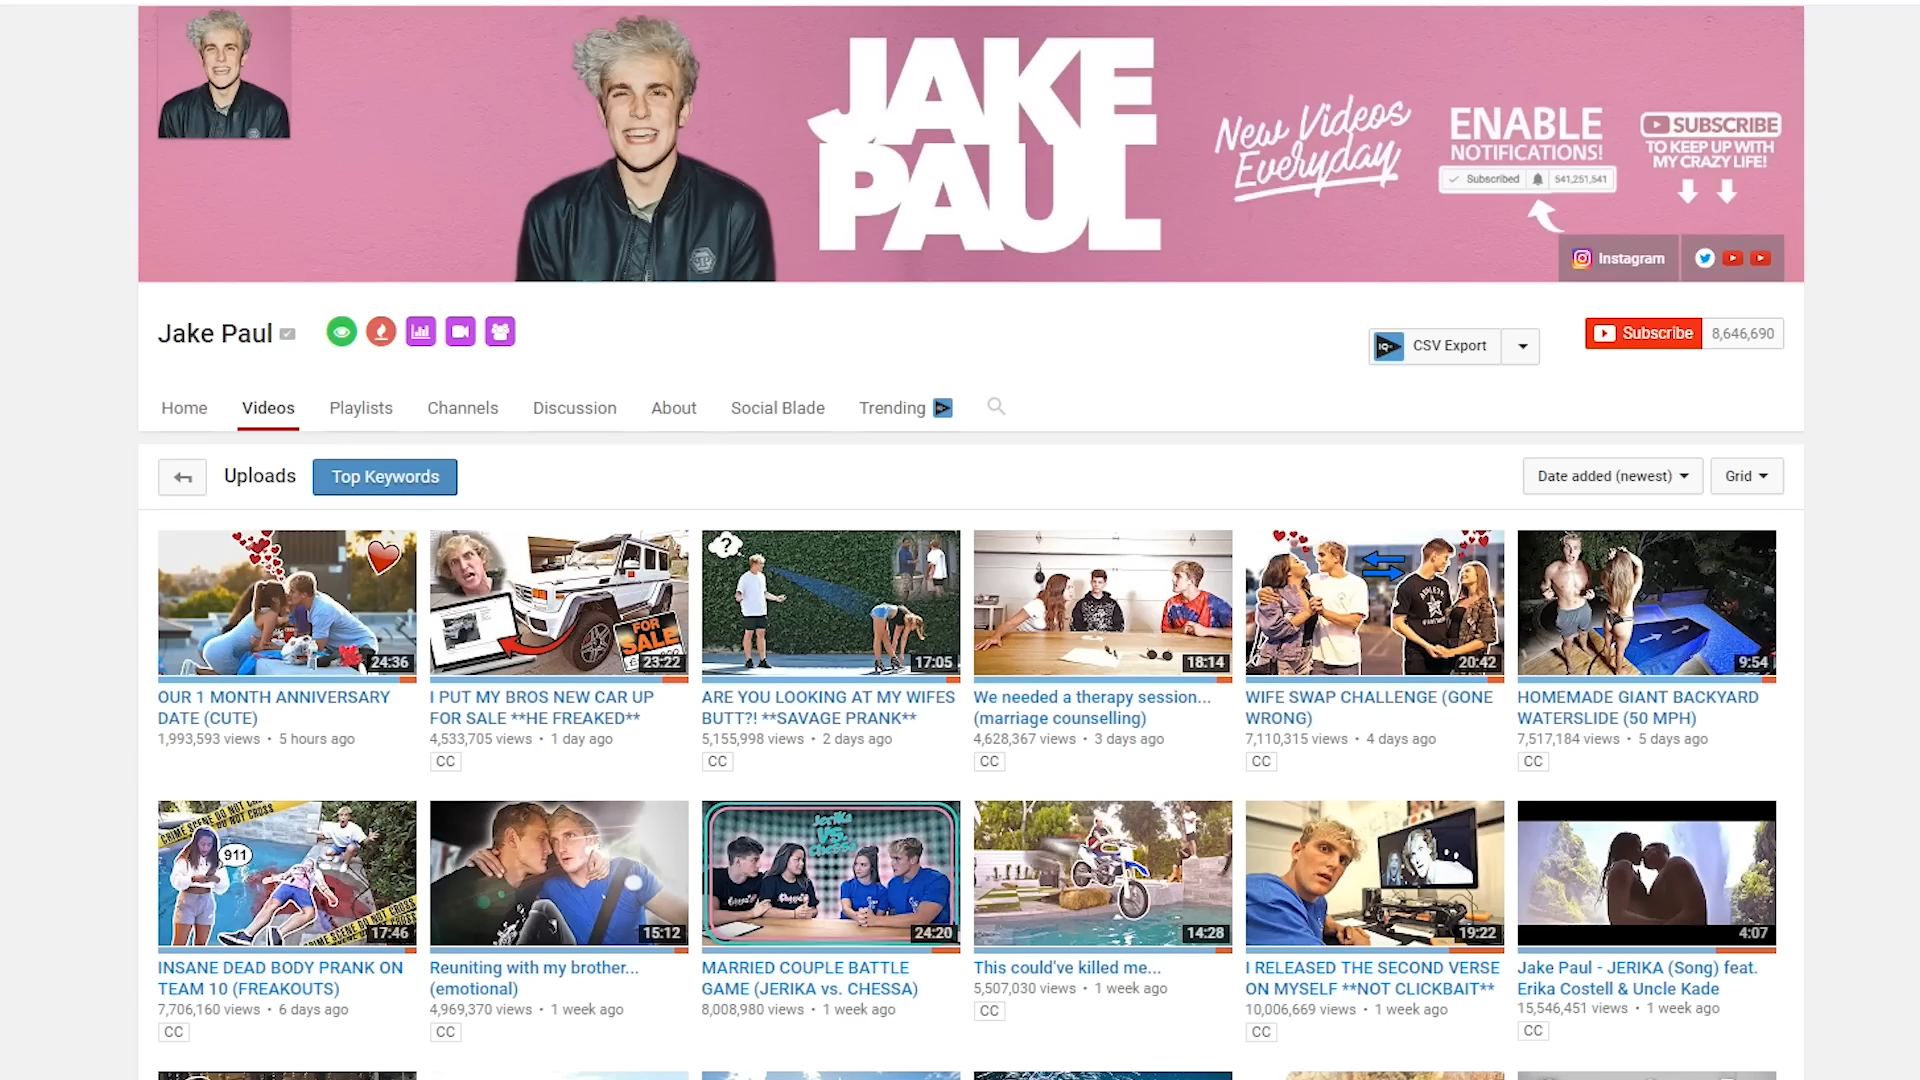 JAKE
PAUL
New Videos
Everyday
ENABLE
NOTIFICATIONS!
Subscribed 541,251,541
SUBSCRIBE
TO KEEP UP WITH
MY CRAZY LIFE!
Instagram
Jake Paul
CSV Export
Subscribe 8,646,690
Home Videos Playlists Channels Discussion About Social Blade Trending
Uploads Top Keywords
Date added (newest) Grid
24:36
FOR
SALE
23:22
?
17:05
18:14
20:42
9:54
OUR 1 MONTH ANNIVERSARY
DATE (CUTE)
1,993,593 views • 5 hours ago
I PUT MY BROS NEW CAR UP
FOR SALE **HE FREAKED**
4,533,705 views • 1 day ago
CC
ARE YOU LOOKING AT MY WIFES
BUTT?! **SAVAGE PRANK**
5,155,998 views • 2 days ago
CC
We needed a therapy session...
(marriage counselling)
4,628,367 views • 3 days ago
CC
WIFE SWAP CHALLENGE (GONE
WRONG)
7,110,315 views • 4 days ago
CC
HOMEMADE GIANT BACKYARD
WATERSLIDE (50 MPH)
7,517,184 views • 5 days ago
CC
CRIME SCENE DO NOT CROSS
911
CRIME SCENE DO NOT CROSS
17:46
15:12
Jerika
VS.
Chessa
24:20
14:28
19:22
4:07
INSANE DEAD BODY PRANK ON
TEAM 10 (FREAKOUTS)
7,706,160 views • 6 days ago
CC
Reuniting with my brother...
(emotional)
4,969,370 views • 1 week ago
CC
MARRIED COUPLE BATTLE
GAME (JERIKA vs. CHESSA)
8,008,980 views • 1 week ago
This could've killed me...
5,507,030 views • 1 week ago
CC
I RELEASED THE SECOND VERSE
ON MYSELF **NOT CLICKBAIT**
10,006,669 views • 1 week ago
CC
Jake Paul - JERIKA (Song) feat.
Erika Costell & Uncle Kade
15,546,451 views • 1 week ago
CC